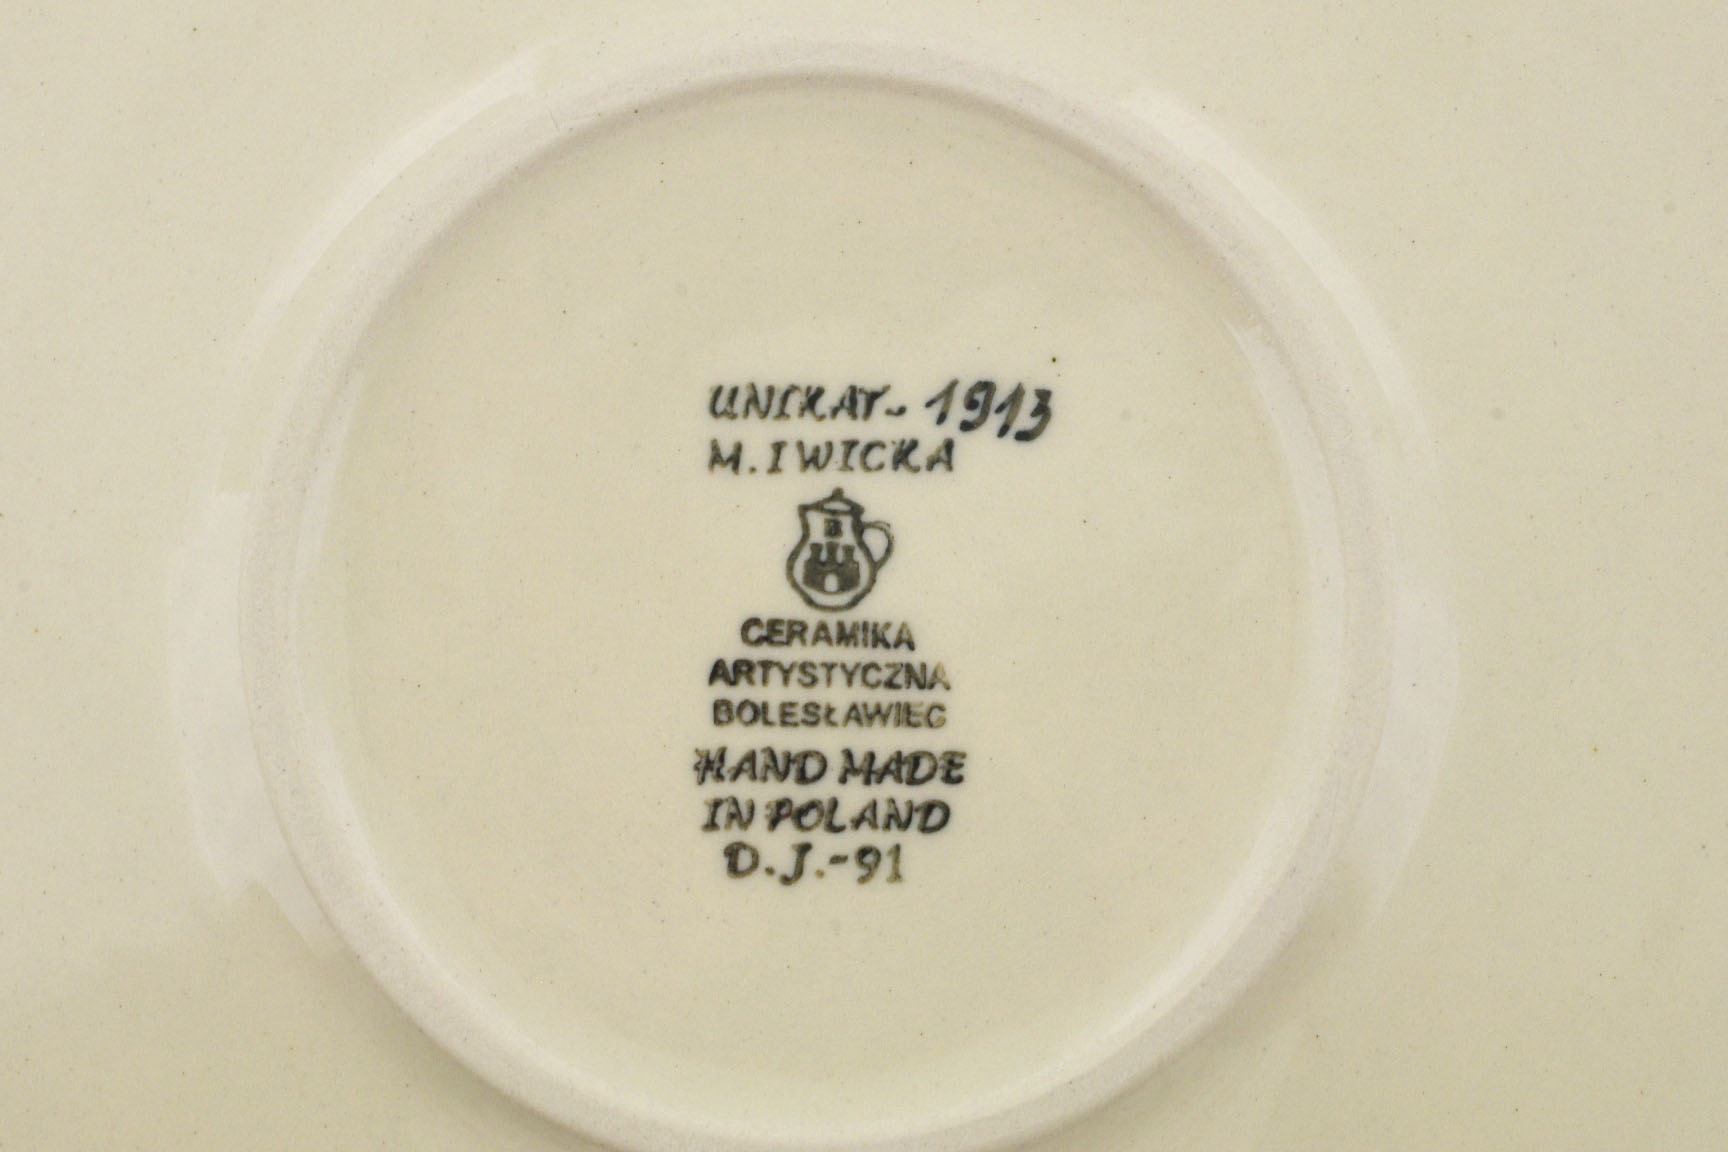 UNIKAT- 1913
M. IWICKA
B
CERAMIKA
ARTYSTYCZNA
BOLESŁAWIEC
HAND MADE
IN POLAND
D.J.-91